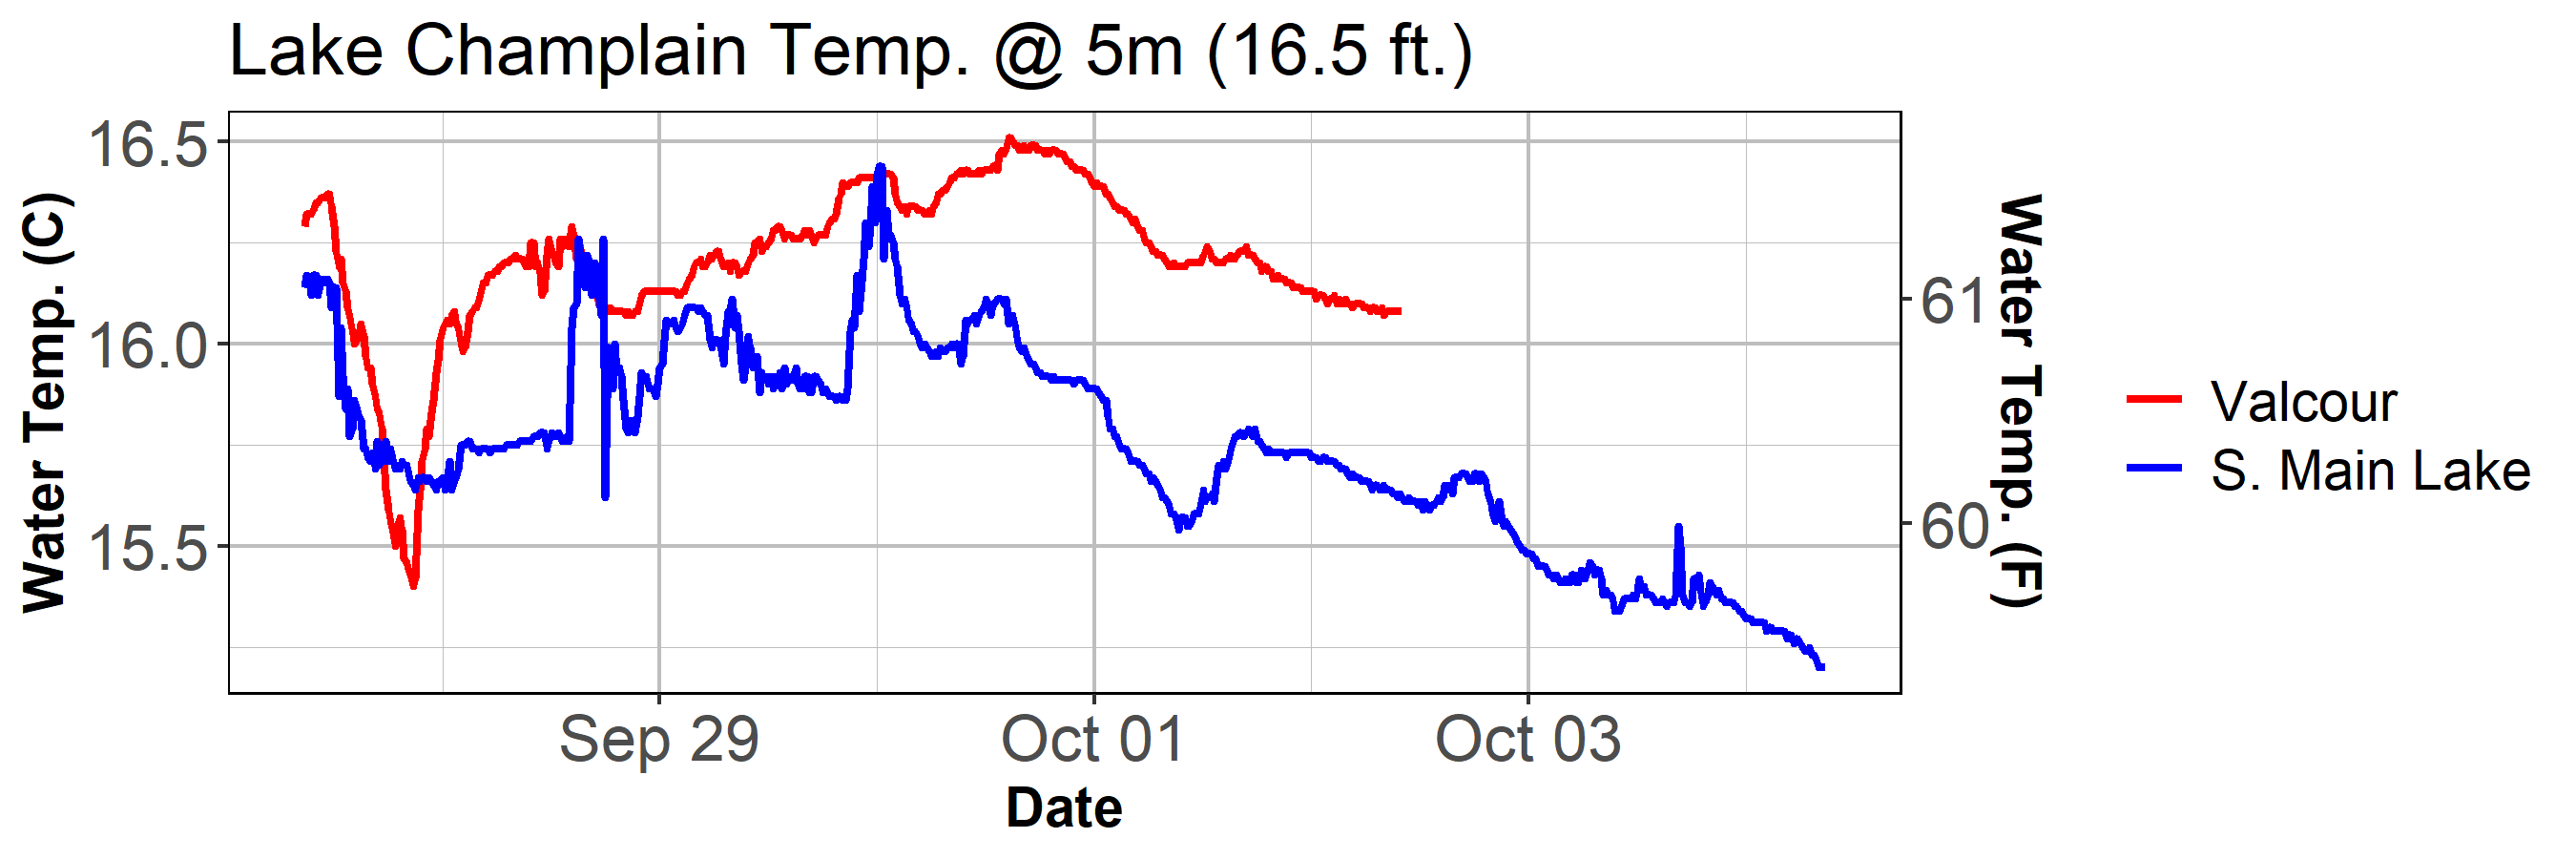 Lake Champlain Temp. @ 5m (16.5 ft.)
Water Temp. (C)
16.5
16.0
15.5
Sep 29
Oct 01
Oct 03
Date
61
60
Water Temp. (F)
Valcour
S. Main Lake